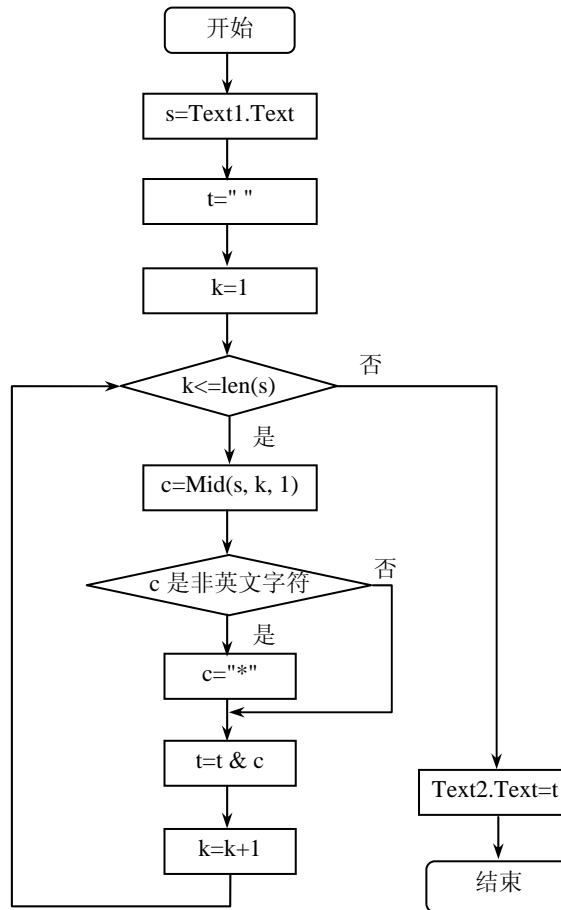 开始
s=Text1.Text
t=" "
k=1
k<=len(s)
否
是
c=Mid(s, k, 1)
c 是非英文字符
否
是
c="*"
t=t & c
k=k+1
Text2.Text=t
结束